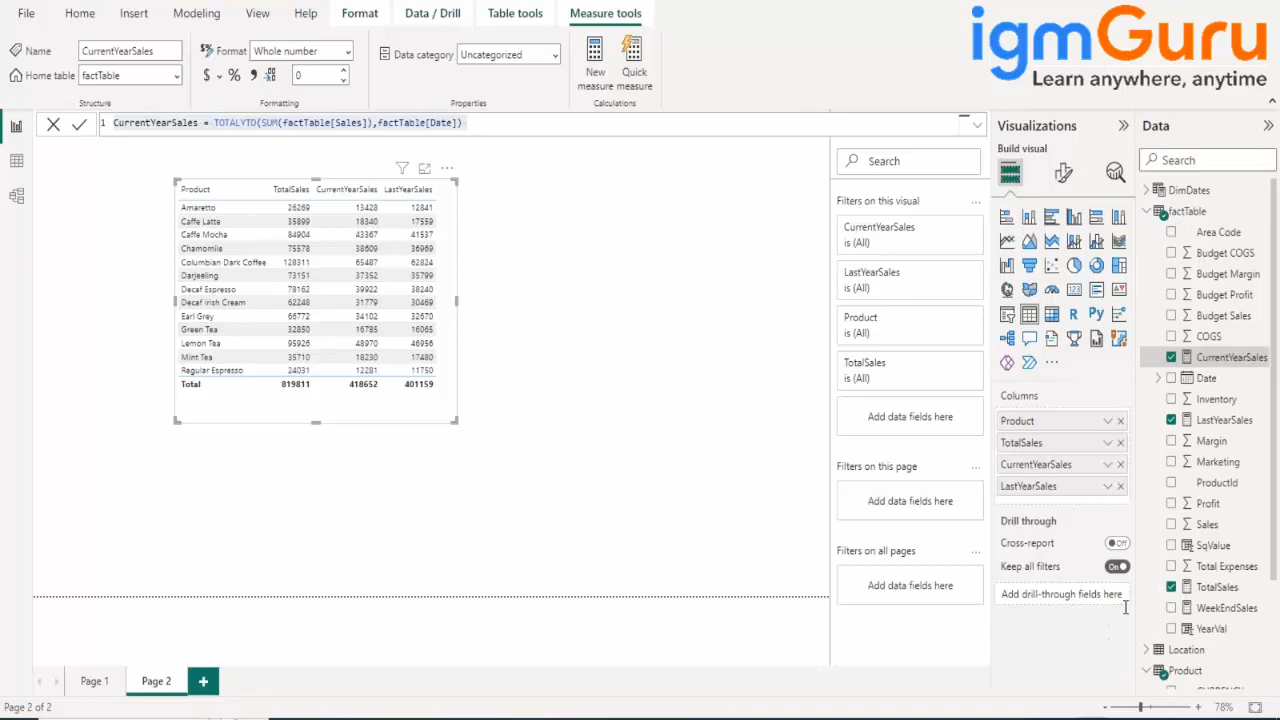 File Home Insert Modeling View Help Format Data / Drill Table tools Measure tools
igmGuru
Learn anywhere, anytime
Name CurrentYearSales
Home table factTable
Structure
Format Whole number
$ % 0
Formatting
Data category Uncategorized
Properties
New measure
Quick measure
Calculations
1 CurrentYearSales = TOTALYTD(SUM(factTable[Sales]),factTable[Date])
Product TotalSales CurrentYearSales LastYearSales
Amaretto 26269 13428 12841
Caffe Latte 35899 18340 17559
Caffe Mocha 84904 43367 41537
Chamomile 75578 38609 36969
Columbian Dark Coffee 128311 65487 62824
Darjeeling 73151 37352 35799
Decaf Espresso 78162 39922 38240
Decaf Irish Cream 62248 31779 30469
Earl Grey 66772 34102 32670
Green Tea 32850 16785 16065
Lemon Tea 95926 48970 46956
Mint Tea 35710 18230 17480
Regular Espresso 24031 12281 11750
Total 819811 418652 401159
Search
Filters on this visual
CurrentYearSales
is (All)
LastYearSales
is (All)
Product
is (All)
TotalSales
is (All)
Add data fields here
Filters on this page
Add data fields here
Filters on all pages
Add data fields here
Visualizations
Build visual
R Py
Columns
Product
TotalSales
CurrentYearSales
LastYearSales
Drill through
Cross-report Off
Keep all filters On
Add drill-through fields here
Data
Search
DimDates
factTable
Area Code
Budget COGS
Budget Margin
Budget Profit
Budget Sales
COGS
CurrentYearSales
Date
Inventory
LastYearSales
Margin
Marketing
ProductId
Profit
Sales
SqValue
Total Expenses
TotalSales
WeekEndSales
YearVal
Location
Product
Page 1 Page 2 +
Page 2 of 2
78%